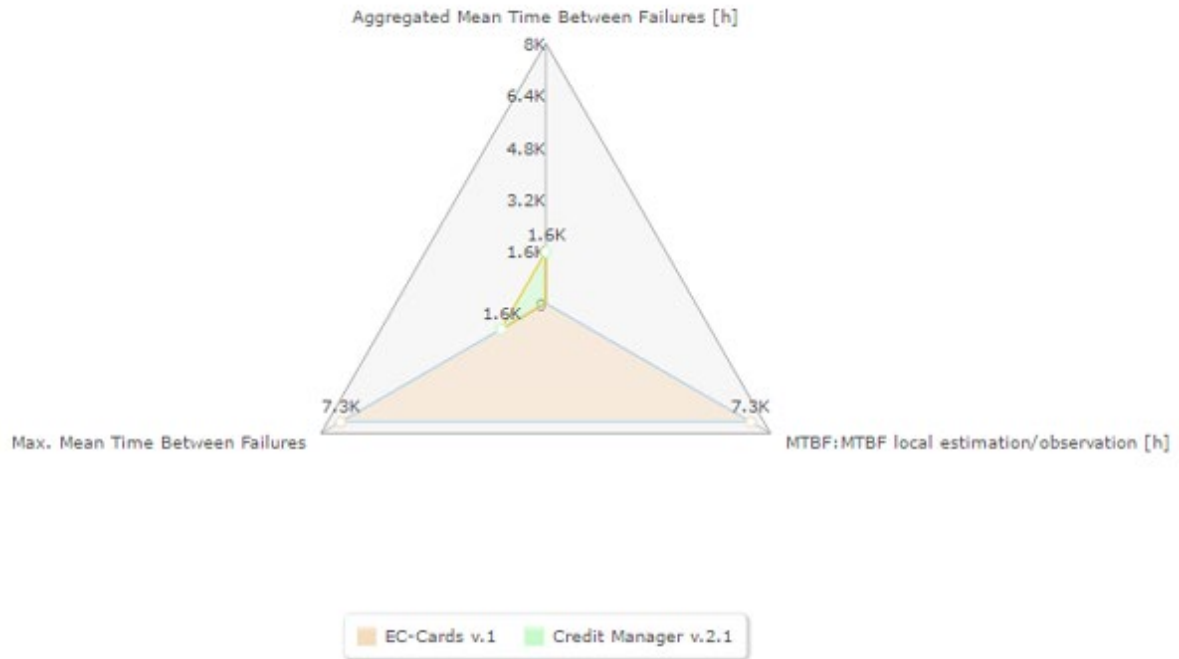 Aggregated Mean Time Between Failures [h]
8K
6.4K
4.8K
3.2K
1.6K
1.6K
0
1.6K
7.3K
7.3K
Max. Mean Time Between Failures
MTBF:MTBF local estimation/observation [h]
EC-Cards v.1
Credit Manager v.2.1